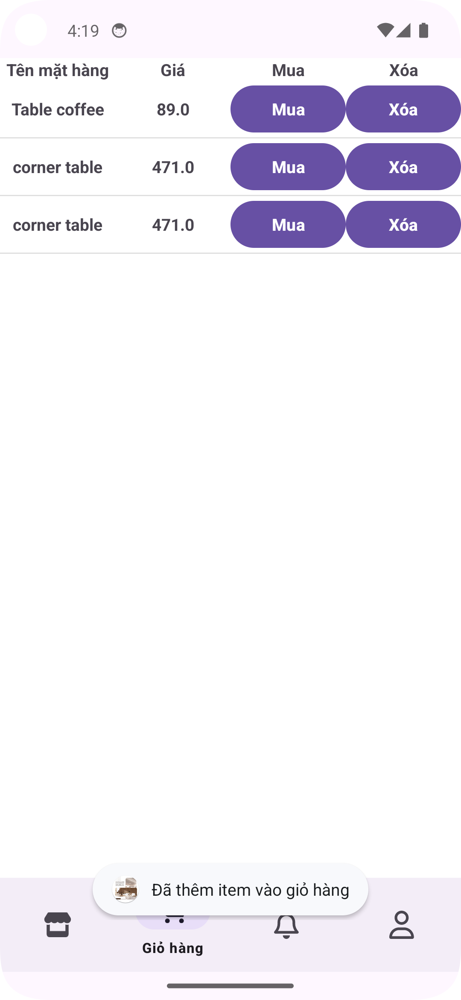 4:19
Tên mặt hàng Giá Mua Xóa
Table coffee 89.0 Mua Xóa
corner table 471.0 Mua Xóa
corner table 471.0 Mua Xóa
Đã thêm item vào giỏ hàng
Giỏ hàng